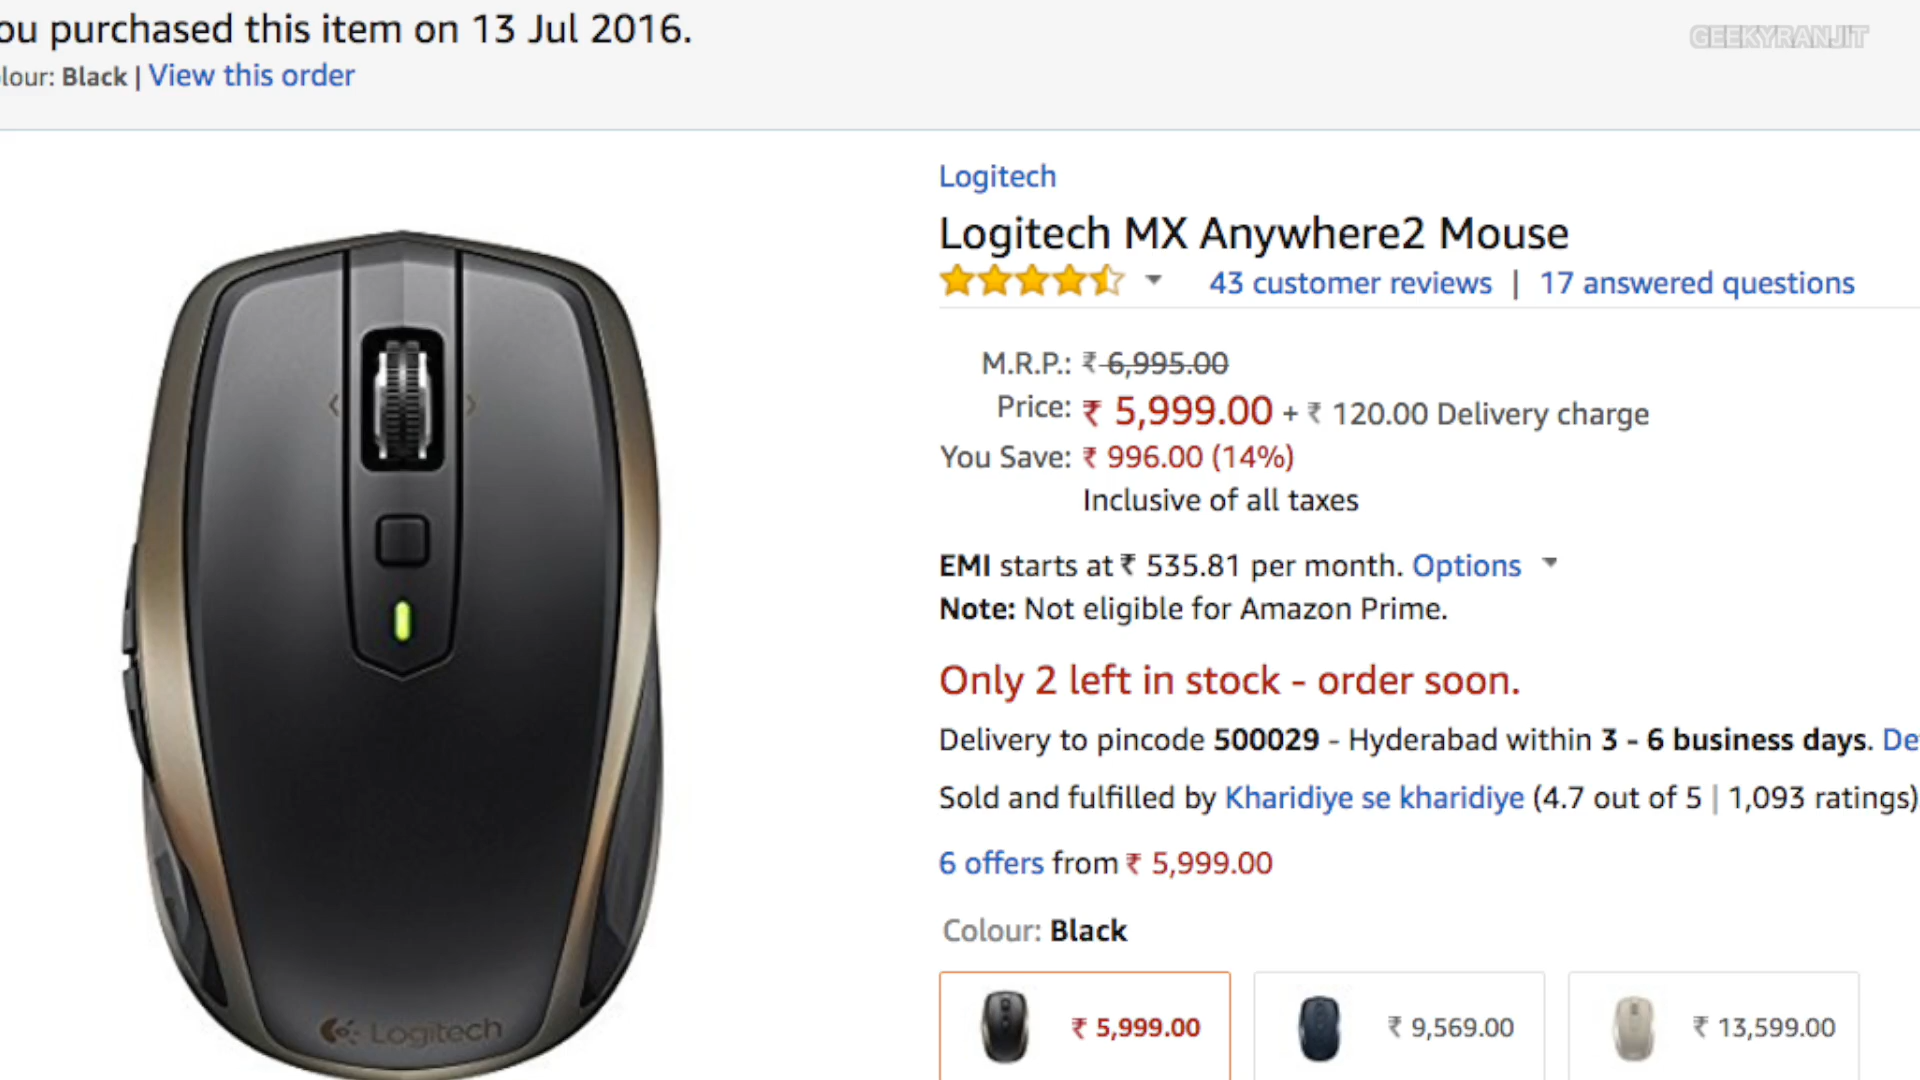 ou purchased this item on 13 Jul 2016.
GEEKYRANJIT
lour: Black | View this order
Logitech
Logitech MX Anywhere2 Mouse
43 customer reviews | 17 answered questions
M.R.P.: ₹ 6,995.00
Price: ₹ 5,999.00 + ₹ 120.00 Delivery charge
You Save: ₹ 996.00 (14%)
Inclusive of all taxes
EMI starts at ₹ 535.81 per month. Options
Note: Not eligible for Amazon Prime.
Only 2 left in stock - order soon.
Delivery to pincode 500029 - Hyderabad within 3 - 6 business days. De
Sold and fulfilled by Kharidiye se kharidiye (4.7 out of 5 | 1,093 ratings)
6 offers from ₹ 5,999.00
Colour: Black
₹ 5,999.00 ₹ 9,569.00 ₹ 13,599.00
Logitech